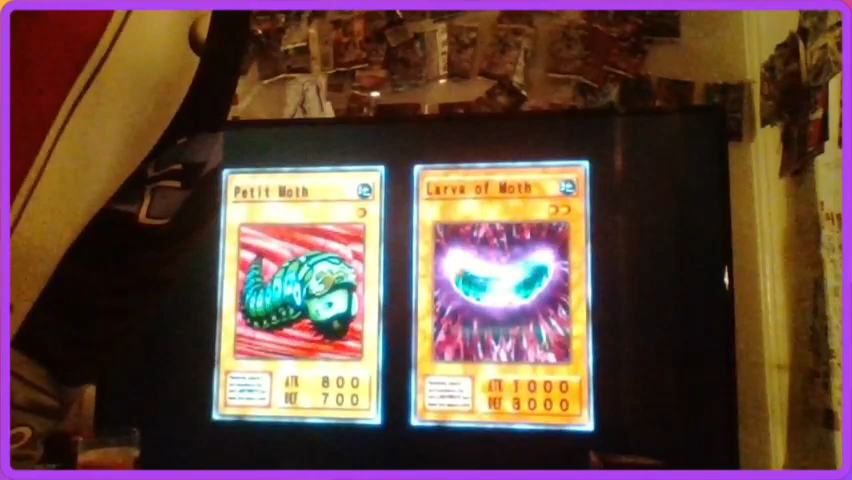 Petit Moth
ATK 800
DEF 700
Larva of Moth
ATK 1000
DEF 3000